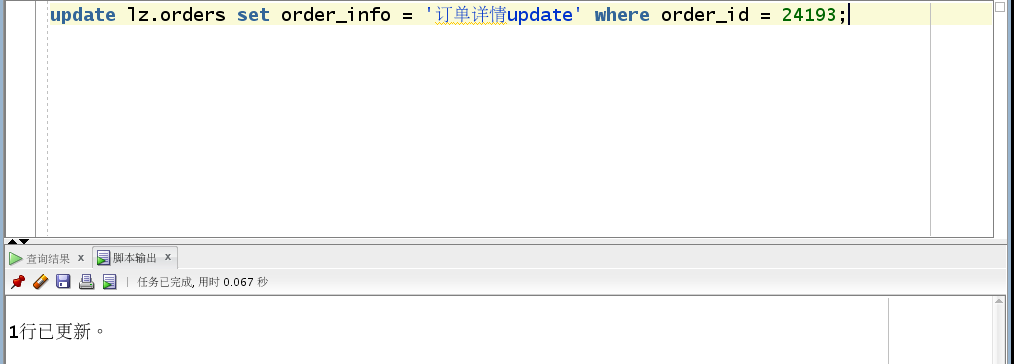 update lz.orders set order_info = '订单详情update' where order_id = 24193;
查询结果 x 脚本输出 x
任务已完成, 用时 0.067 秒
1行已更新。